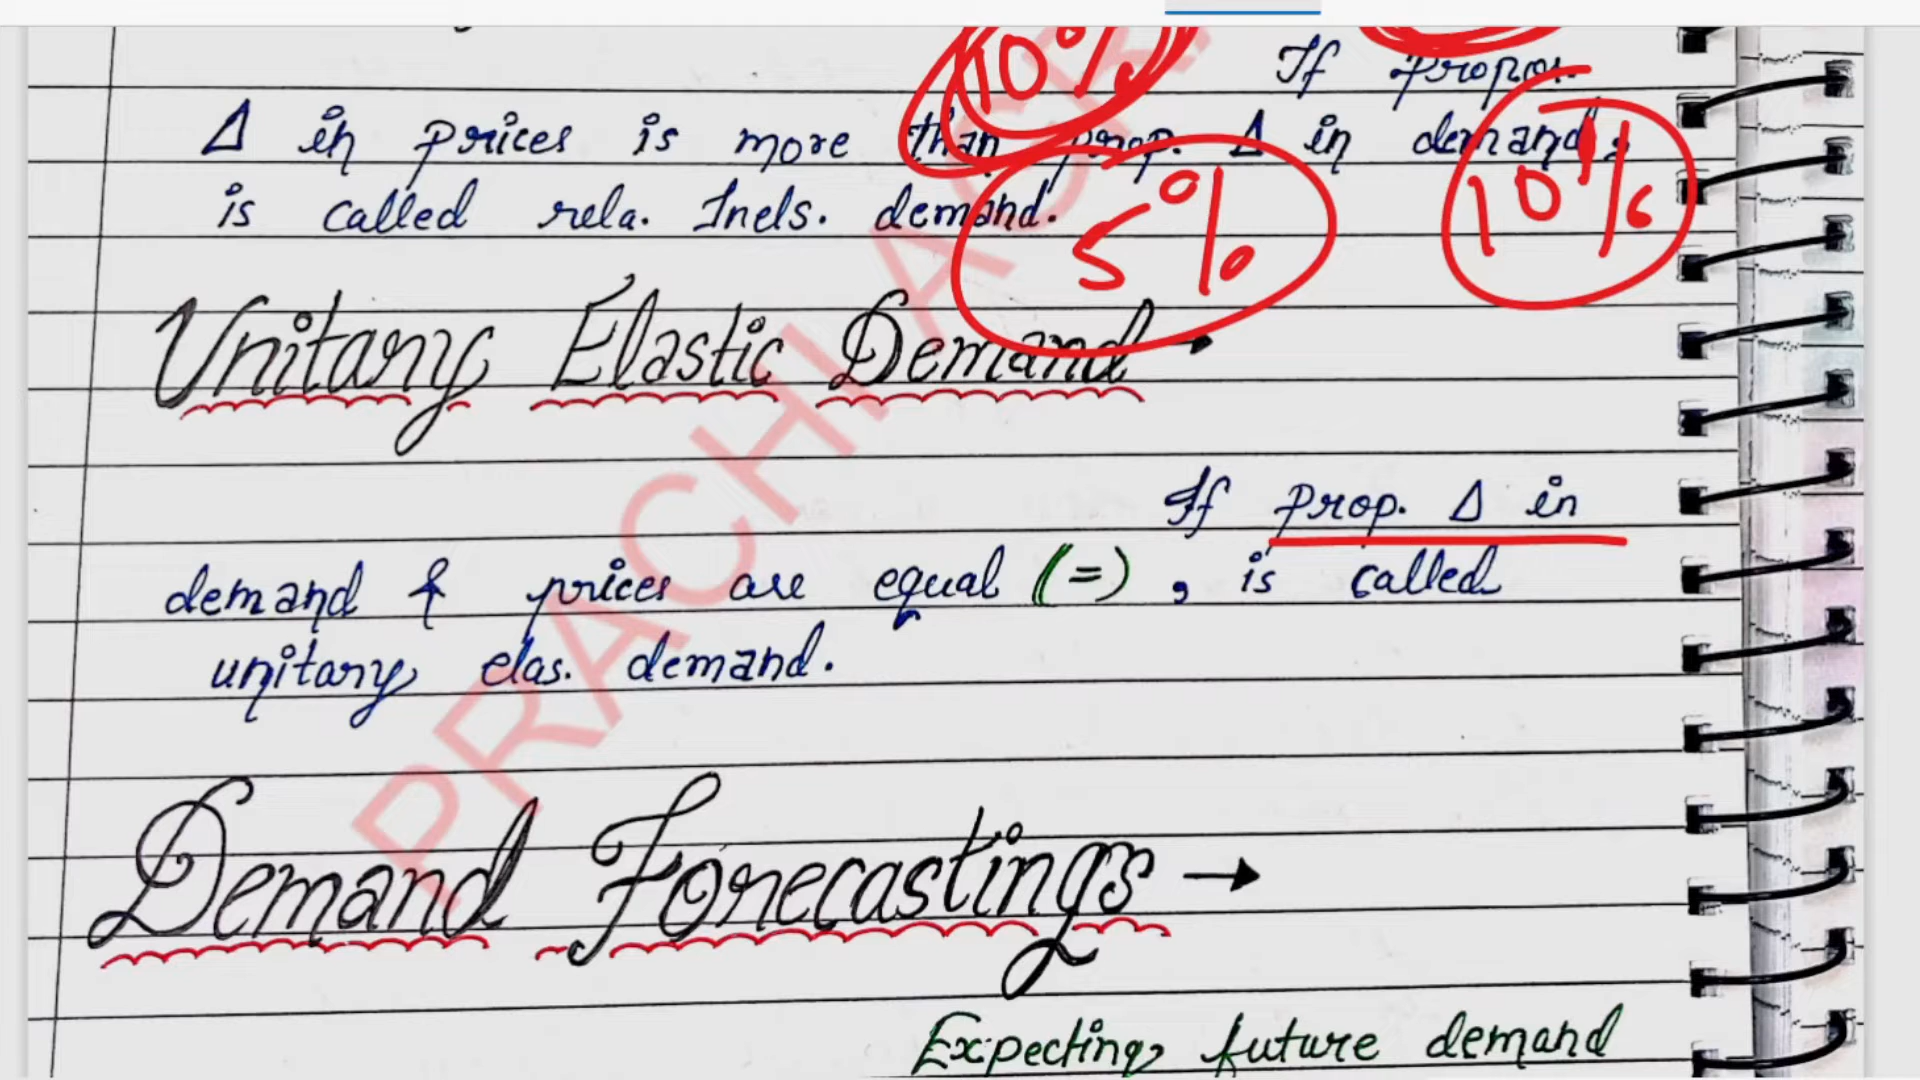 10%
If propor.
Δ in prices is more than prop. Δ in demand,
is called rela. Inels. demand.
5%
10%
Unitary Elastic Demand →
If prop. Δ in
demand & prices are equal (=), is called
unitary elas. demand.
Demand Forecastings →
Expecting future demand